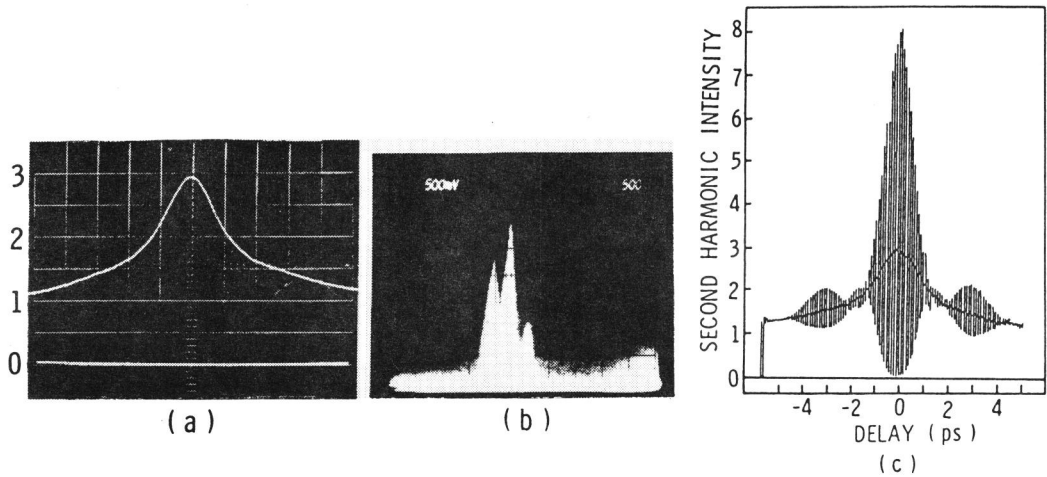 3
2
1
0
(a)
500mV
500
(b)
SECOND HARMONIC INTENSITY
8
7
6
5
4
3
2
1
0
-4 -2 0 2 4
DELAY (ps)
(c)